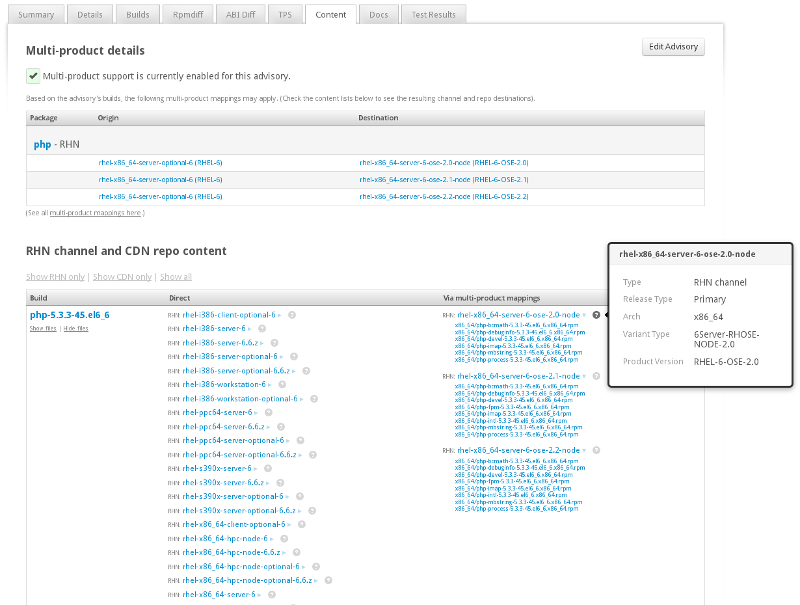 Summary Details Builds Rpmdiff ABI Diff TPS Content Docs Test Results
Multi-product details
Edit Advisory
Multi-product support is currently enabled for this advisory.
Based on the advisory's builds, the following multi-product mappings may apply. (Check the content lists below to see the resulting channel and repo destinations).
Package Origin Destination
php - RHN
rhel-x86_64-server-optional-6 (RHEL-6) rhel-x86_64-server-6-ose-2.0-node (RHEL-6-OSE-2.0)
rhel-x86_64-server-optional-6 (RHEL-6) rhel-x86_64-server-6-ose-2.1-node (RHEL-6-OSE-2.1)
rhel-x86_64-server-optional-6 (RHEL-6) rhel-x86_64-server-6-ose-2.2-node (RHEL-6-OSE-2.2)
(See all multi-product mappings here.)
RHN channel and CDN repo content
Show RHN only | Show CDN only | Show all
Build Direct Via multi-product mappings
php-5.3.3-45.el6_6
Show files | Hide files
RHN: rhel-i386-client-optional-6
RHN: rhel-i386-server-6
RHN: rhel-i386-server-6.6.z
RHN: rhel-i386-server-optional-6
RHN: rhel-i386-server-optional-6.6.z
RHN: rhel-i386-workstation-6
RHN: rhel-i386-workstation-optional-6
RHN: rhel-ppc64-server-6
RHN: rhel-ppc64-server-6.6.z
RHN: rhel-ppc64-server-optional-6
RHN: rhel-ppc64-server-optional-6.6.z
RHN: rhel-s390x-server-6
RHN: rhel-s390x-server-6.6.z
RHN: rhel-s390x-server-optional-6
RHN: rhel-s390x-server-optional-6.6.z
RHN: rhel-x86_64-client-optional-6
RHN: rhel-x86_64-hpc-node-6
RHN: rhel-x86_64-hpc-node-6.6.z
RHN: rhel-x86_64-hpc-node-optional-6
RHN: rhel-x86_64-hpc-node-optional-6.6.z
RHN: rhel-x86_64-server-6
RHN: rhel-x86_64-server-6-ose-2.0-node
x86_64/php-bcmath-5.3.3-45.el6_6.x86_64.rpm
x86_64/php-debuginfo-5.3.3-45.el6_6.x86_64.rpm
x86_64/php-devel-5.3.3-45.el6_6.x86_64.rpm
x86_64/php-imap-5.3.3-45.el6_6.x86_64.rpm
x86_64/php-mbstring-5.3.3-45.el6_6.x86_64.rpm
x86_64/php-process-5.3.3-45.el6_6.x86_64.rpm
RHN: rhel-x86_64-server-6-ose-2.1-node
x86_64/php-bcmath-5.3.3-45.el6_6.x86_64.rpm
x86_64/php-debuginfo-5.3.3-45.el6_6.x86_64.rpm
x86_64/php-devel-5.3.3-45.el6_6.x86_64.rpm
x86_64/php-fpm-5.3.3-45.el6_6.x86_64.rpm
x86_64/php-imap-5.3.3-45.el6_6.x86_64.rpm
x86_64/php-intl-5.3.3-45.el6_6.x86_64.rpm
x86_64/php-mbstring-5.3.3-45.el6_6.x86_64.rpm
x86_64/php-process-5.3.3-45.el6_6.x86_64.rpm
RHN: rhel-x86_64-server-6-ose-2.2-node
x86_64/php-bcmath-5.3.3-45.el6_6.x86_64.rpm
x86_64/php-debuginfo-5.3.3-45.el6_6.x86_64.rpm
x86_64/php-devel-5.3.3-45.el6_6.x86_64.rpm
x86_64/php-fpm-5.3.3-45.el6_6.x86_64.rpm
x86_64/php-imap-5.3.3-45.el6_6.x86_64.rpm
x86_64/php-intl-5.3.3-45.el6_6.x86_64.rpm
x86_64/php-mbstring-5.3.3-45.el6_6.x86_64.rpm
x86_64/php-process-5.3.3-45.el6_6.x86_64.rpm
rhel-x86_64-server-6-ose-2.0-node
Type RHN channel
Release Type Primary
Arch x86_64
Variant Type 6Server-RHOSE-
NODE-2.0
Product Version RHEL-6-OSE-2.0